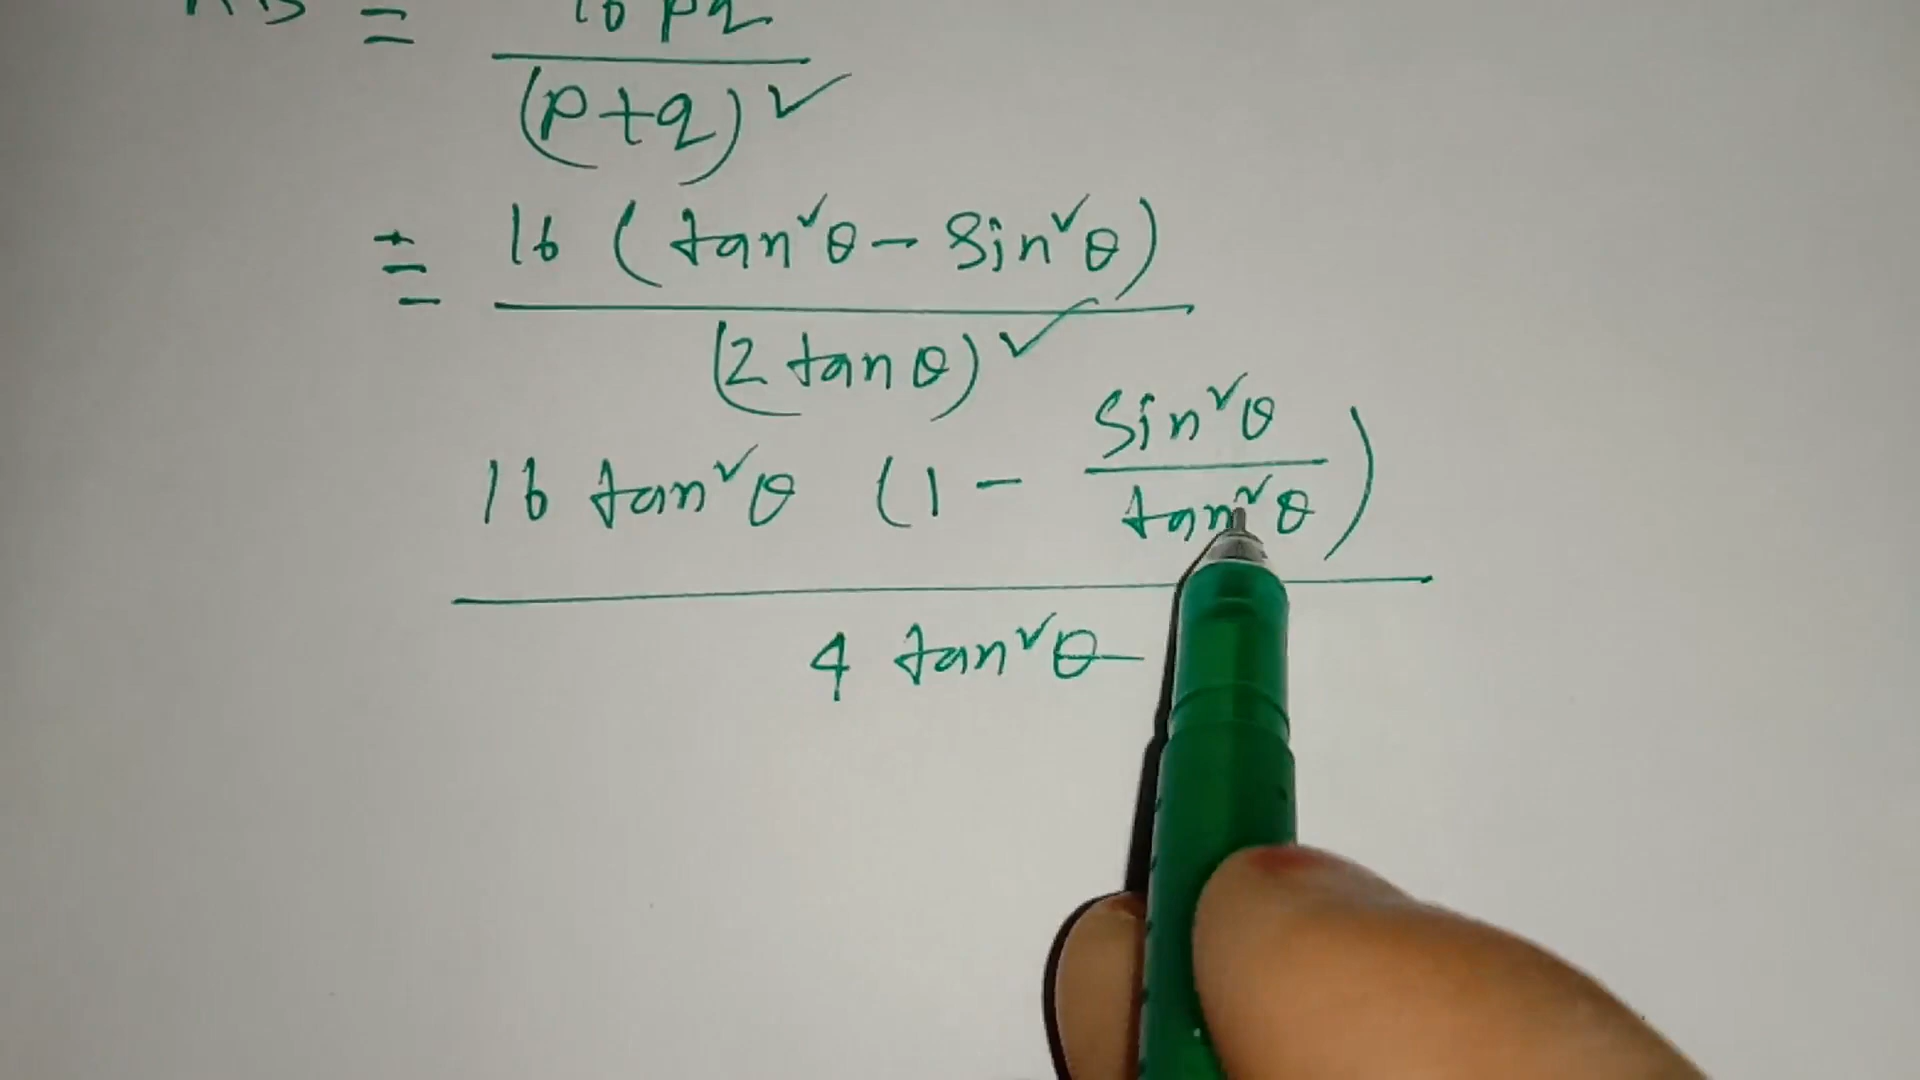 = 16 pq
(p+q)✓
= 16 (tan✓θ - Sin✓θ)
(2 tan θ)✓
16 tan✓θ (1 - Sin✓θ
tan✓θ )
4 tan✓θ